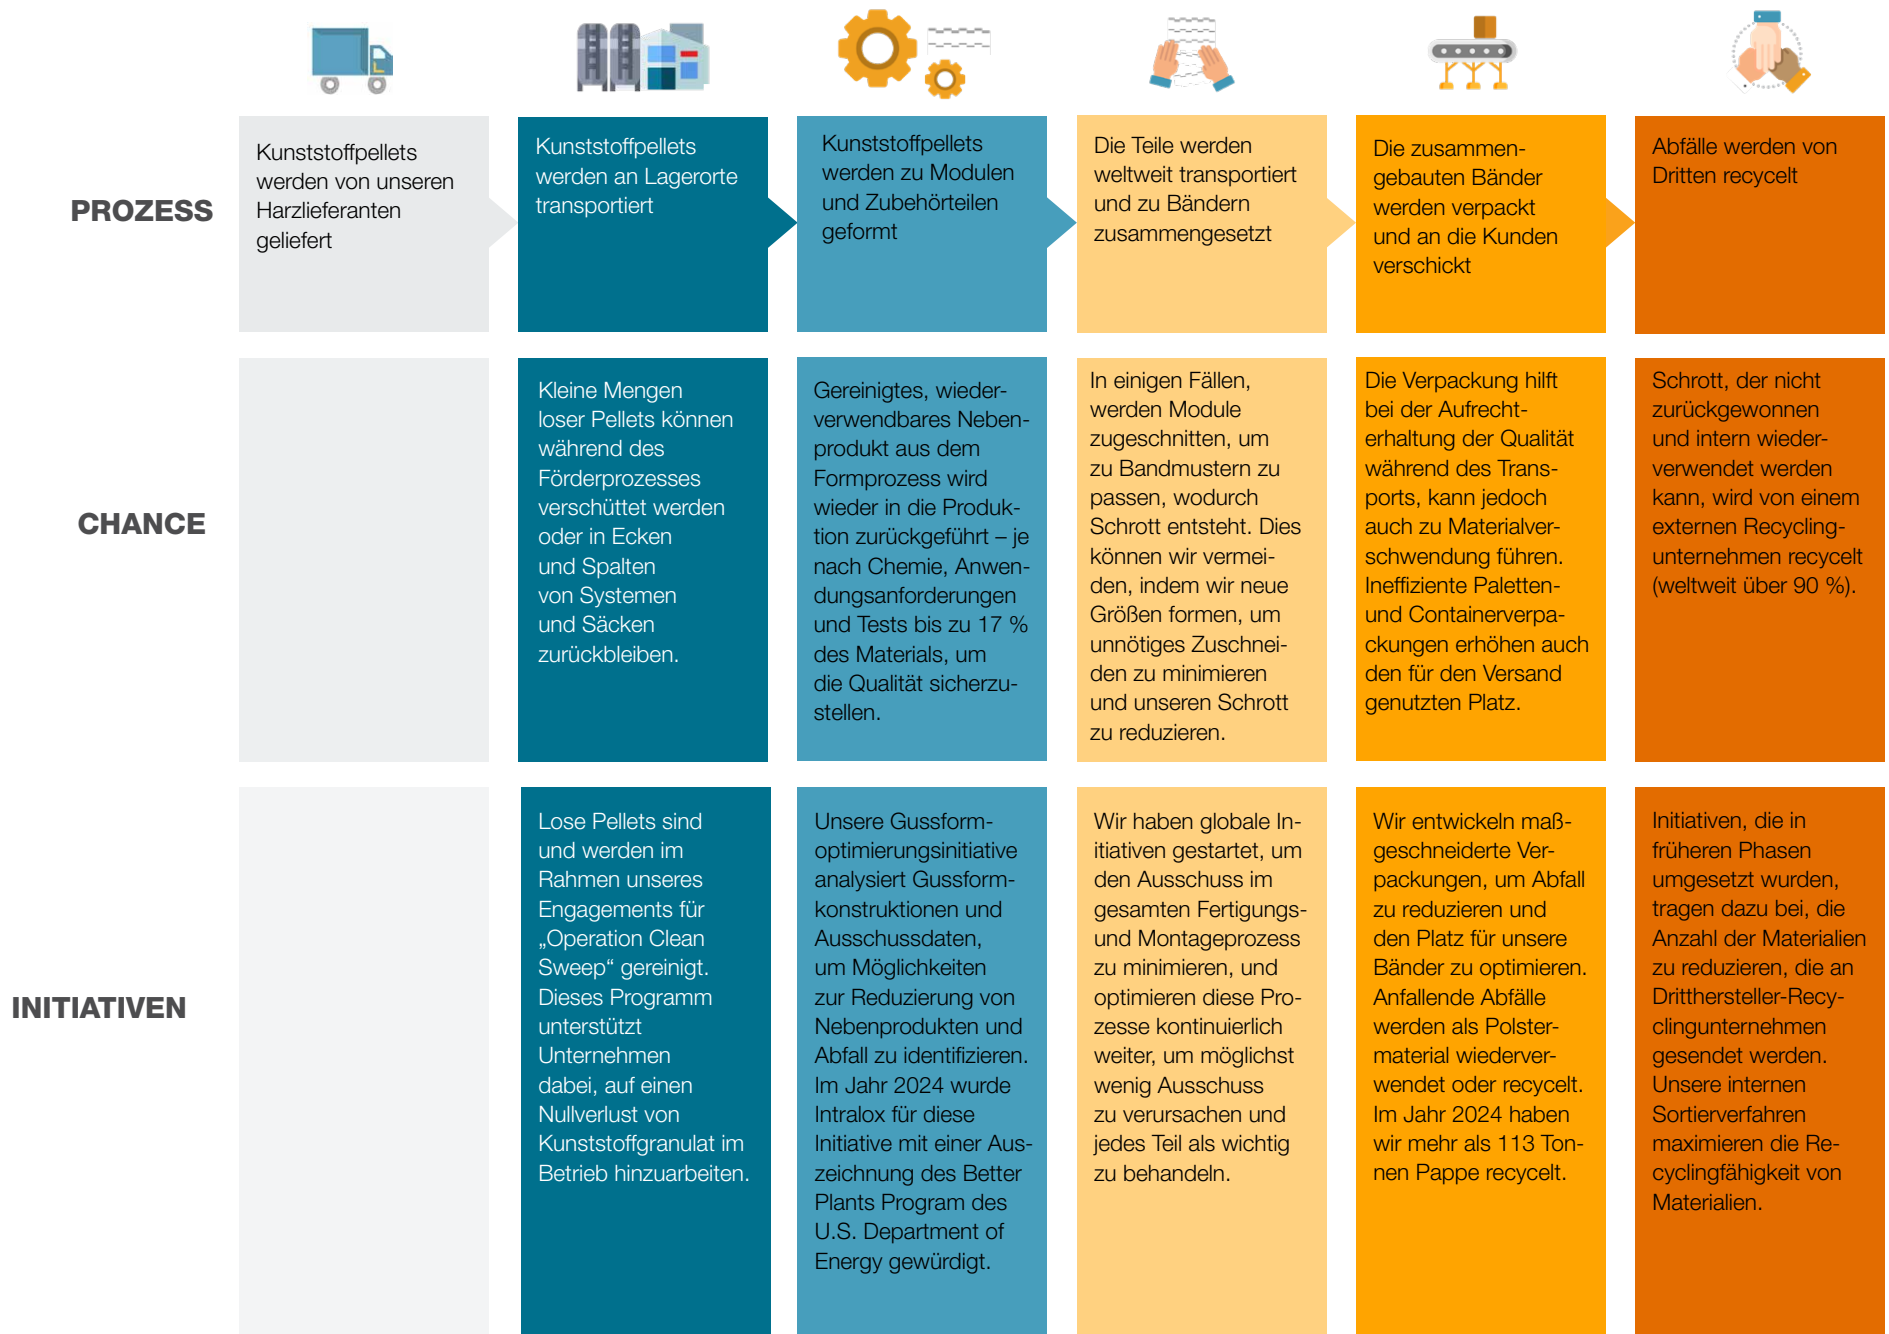 PROZESS
Kunststoffpellets
werden von unseren
Harzlieferanten
geliefert
Kunststoffpellets
werden an Lagerorte
transportiert
Kunststoffpellets
werden zu Modulen
und Zubehörteilen
geformt
Die Teile werden
weltweit transportiert
und zu Bändern
zusammengesetzt
Die zusammen-
gebauten Bänder
werden verpackt
und an die Kunden
verschickt
Abfälle werden von
Dritten recycelt
CHANCE
Kleine Mengen
loser Pellets können
während des
Förderprozesses
verschüttet werden
oder in Ecken
und Spalten
von Systemen
und Säcken
zurückbleiben.
Gereinigtes, wieder-
verwendbares Neben-
produkt aus dem
Formprozess wird
wieder in die Produk-
tion zurückgeführt – je
nach Chemie, Anwen-
dungsanforderungen
und Tests bis zu 17 %
des Materials, um
die Qualität sicherzu-
stellen.
In einigen Fällen,
werden Module
zugeschnitten, um
zu Bandmustern zu
passen, wodurch
Schrott entsteht. Dies
können wir vermei-
den, indem wir neue
Größen formen, um
unnötiges Zuschnei-
den zu minimieren
und unseren Schrott
zu reduzieren.
Die Verpackung hilft
bei der Aufrecht-
erhaltung der Qualität
während des Trans-
ports, kann jedoch
auch zu Materialver-
schwendung führen.
Ineffiziente Paletten-
und Containerverpa-
ckungen erhöhen auch
den für den Versand
genutzten Platz.
Schrott, der nicht
zurückgewonnen
und intern wieder-
verwendet werden
kann, wird von einem
externen Recycling-
unternehmen recycelt
(weltweit über 90 %).
INITIATIVEN
Lose Pellets sind
und werden im
Rahmen unseres
Engagements für
„Operation Clean
Sweep“ gereinigt.
Dieses Programm
unterstützt
Unternehmen
dabei, auf einen
Nullverlust von
Kunststoffgranulat im
Betrieb hinzuarbeiten.
Unsere Gussform-
optimierungsinitiative
analysiert Gussform-
konstruktionen und
Ausschussdaten,
um Möglichkeiten
zur Reduzierung von
Nebenprodukten und
Abfall zu identifizieren.
Im Jahr 2024 wurde
Intralox für diese
Initiative mit einer Aus-
zeichnung des Better
Plants Program des
U.S. Department of
Energy gewürdigt.
Wir haben globale In-
itiativen gestartet, um
den Ausschuss im
gesamten Fertigungs-
und Montageprozess
zu minimieren, und
optimieren diese Pro-
zesse kontinuierlich
weiter, um möglichst
wenig Ausschuss
zu verursachen und
jedes Teil als wichtig
zu behandeln.
Wir entwickeln maß-
geschneiderte Ver-
packungen, um Abfall
zu reduzieren und
den Platz für unsere
Bänder zu optimieren.
Anfallende Abfälle
werden als Polster-
material wiederver-
wendet oder recycelt.
Im Jahr 2024 haben
wir mehr als 113 Ton-
nen Pappe recycelt.
Initiativen, die in
früheren Phasen
umgesetzt wurden,
tragen dazu bei, die
Anzahl der Materialien
zu reduzieren, die an
Dritthersteller-Recy-
clingunternehmen
gesendet werden.
Unsere internen
Sortierverfahren
maximieren die Re-
cyclingfähigkeit von
Materialien.